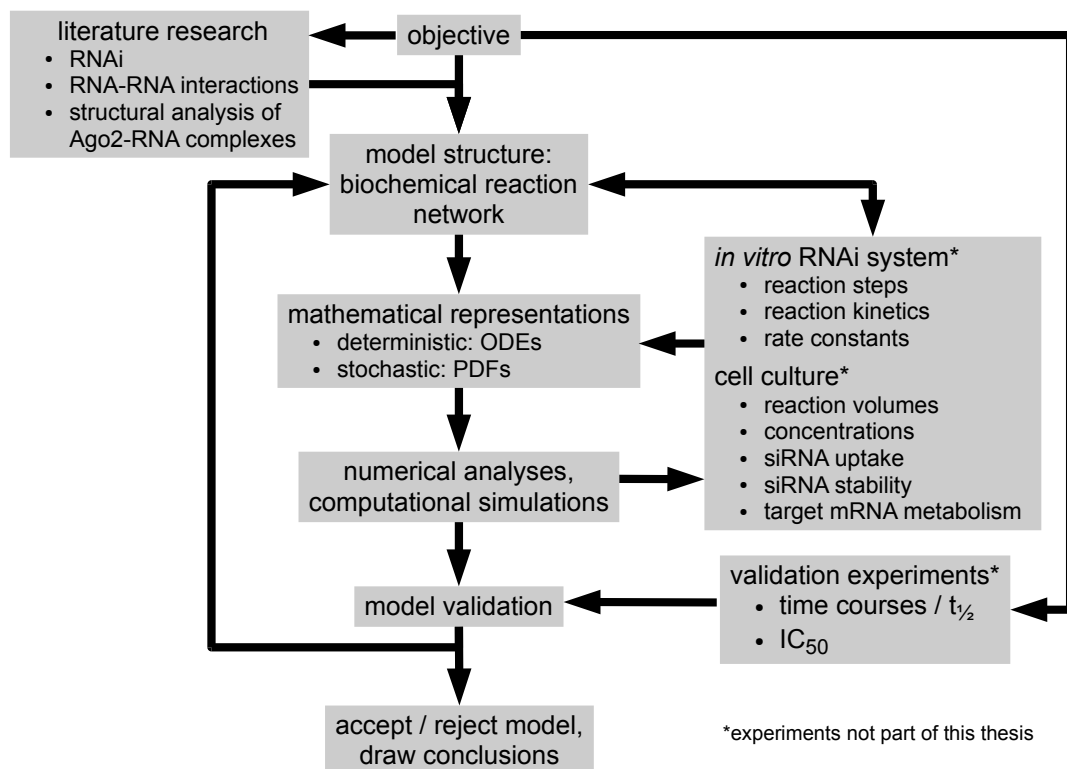 literature research
• RNAi
• RNA-RNA interactions
• structural analysis of
Ago2-RNA complexes
objective
model structure:
biochemical reaction
network
in vitro RNAi system*
• reaction steps
• reaction kinetics
• rate constants
cell culture*
• reaction volumes
• concentrations
• siRNA uptake
• siRNA stability
• target mRNA metabolism
mathematical representations
• deterministic: ODEs
• stochastic: PDFs
numerical analyses,
computational simulations
validation experiments*
• time courses / t½
• IC50
model validation
accept / reject model,
draw conclusions
*experiments not part of this thesis